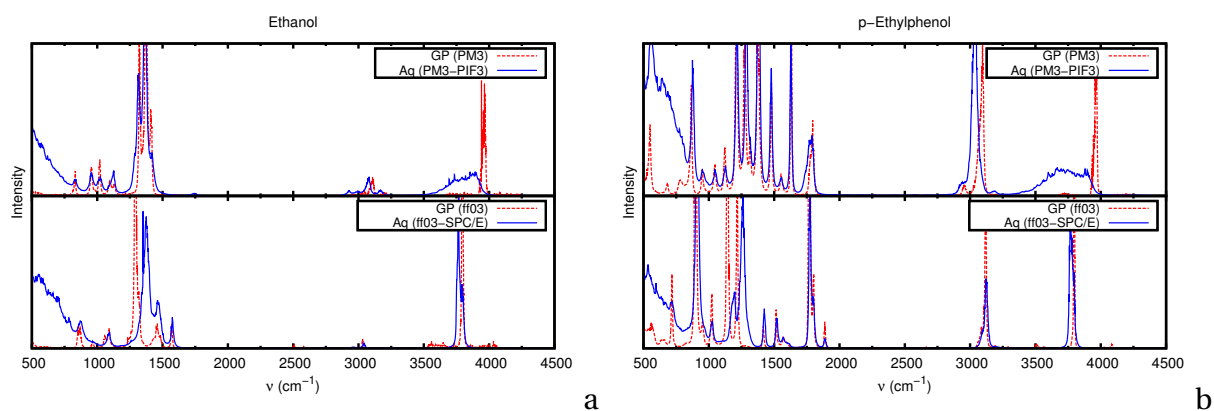 Ethanol
GP (PM3)
Aq (PM3−PIF3)
GP (ff03)
Aq (ff03−SPC/E)
Intensity
500 1000 1500 2000 2500 3000 3500 4000 4500
ν (cm⁻¹)
a
p−Ethylphenol
GP (PM3)
Aq (PM3−PIF3)
GP (ff03)
Aq (ff03−SPC/E)
Intensity
500 1000 1500 2000 2500 3000 3500 4000 4500
ν (cm⁻¹)
b